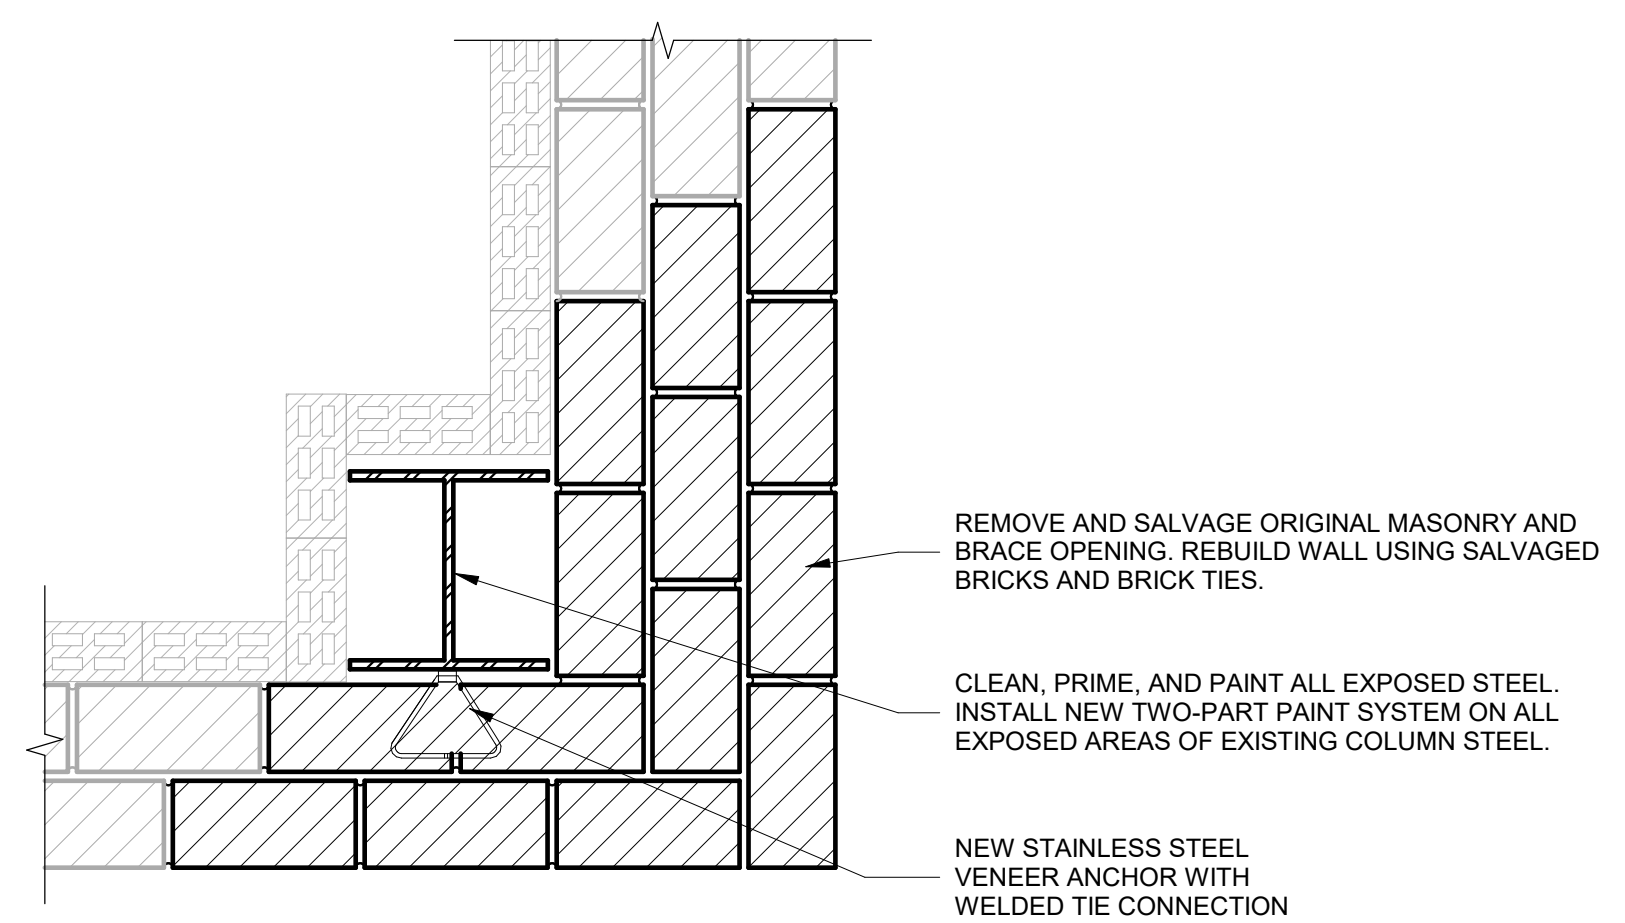 REMOVE AND SALVAGE ORIGINAL MASONRY AND
BRACE OPENING. REBUILD WALL USING SALVAGED
BRICKS AND BRICK TIES.
CLEAN, PRIME, AND PAINT ALL EXPOSED STEEL.
INSTALL NEW TWO-PART PAINT SYSTEM ON ALL
EXPOSED AREAS OF EXISTING COLUMN STEEL.
NEW STAINLESS STEEL
VENEER ANCHOR WITH
WELDED TIE CONNECTION